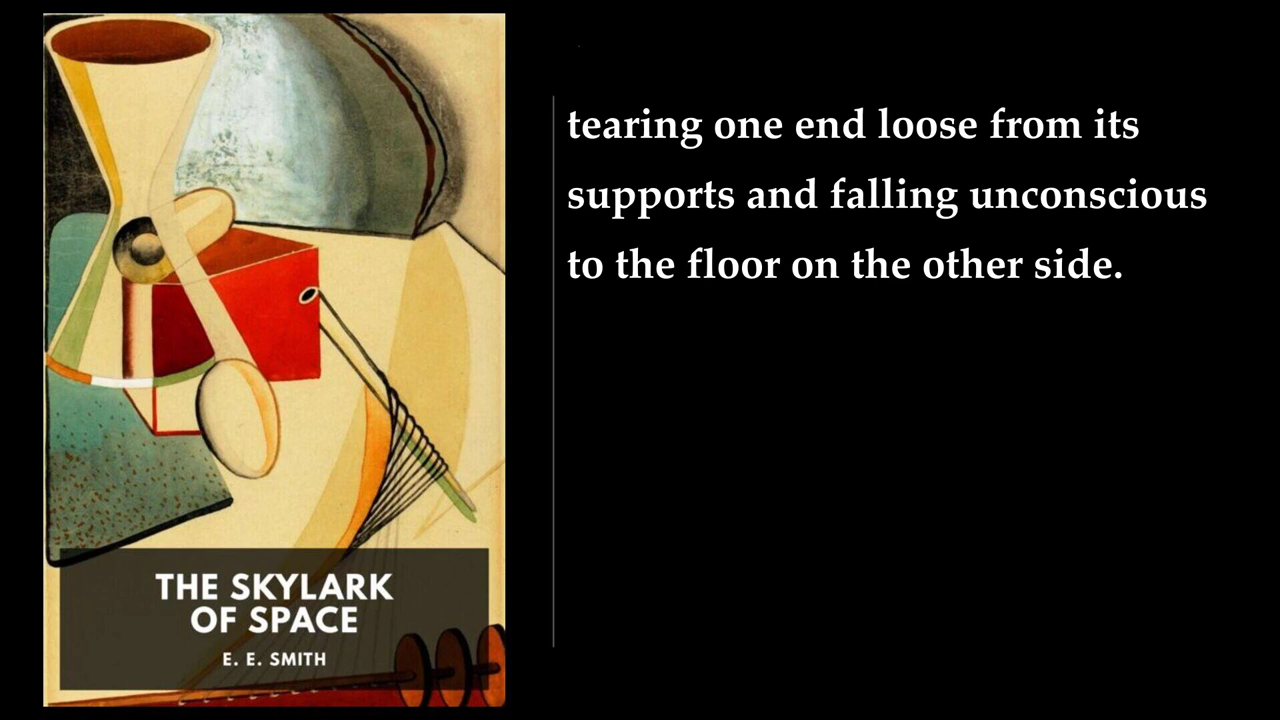 THE SKYLARK
OF SPACE
E. E. SMITH
tearing one end loose from its
supports and falling unconscious
to the floor on the other side.